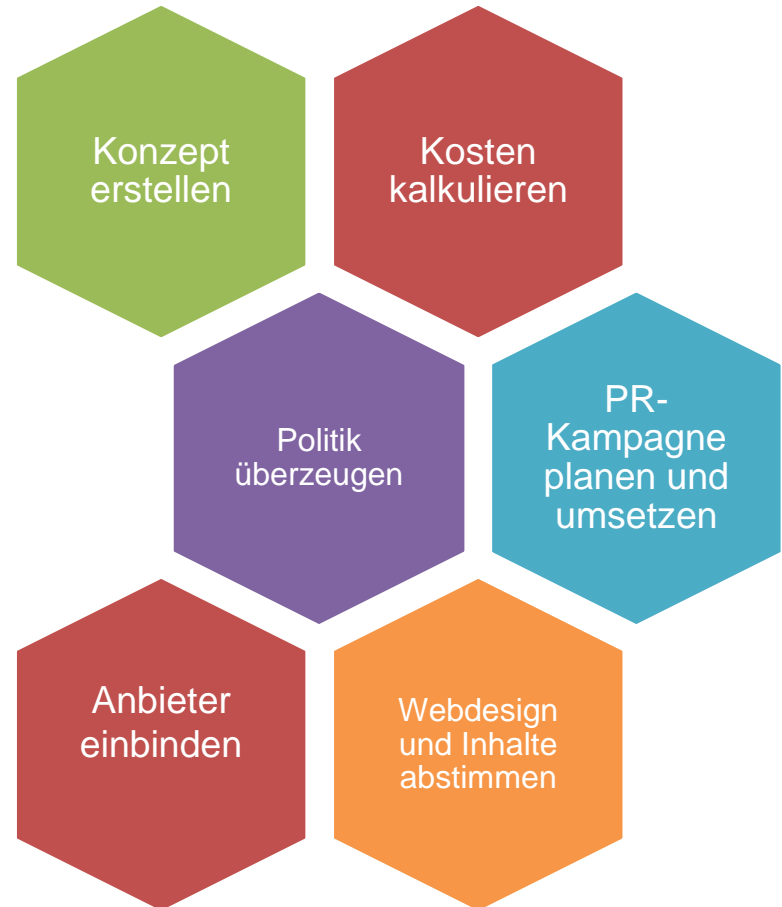 Konzept
erstellen
Kosten
kalkulieren
Politik
überzeugen
PR-
Kampagne
planen und
umsetzen
Anbieter
einbinden
Webdesign
und Inhalte
abstimmen